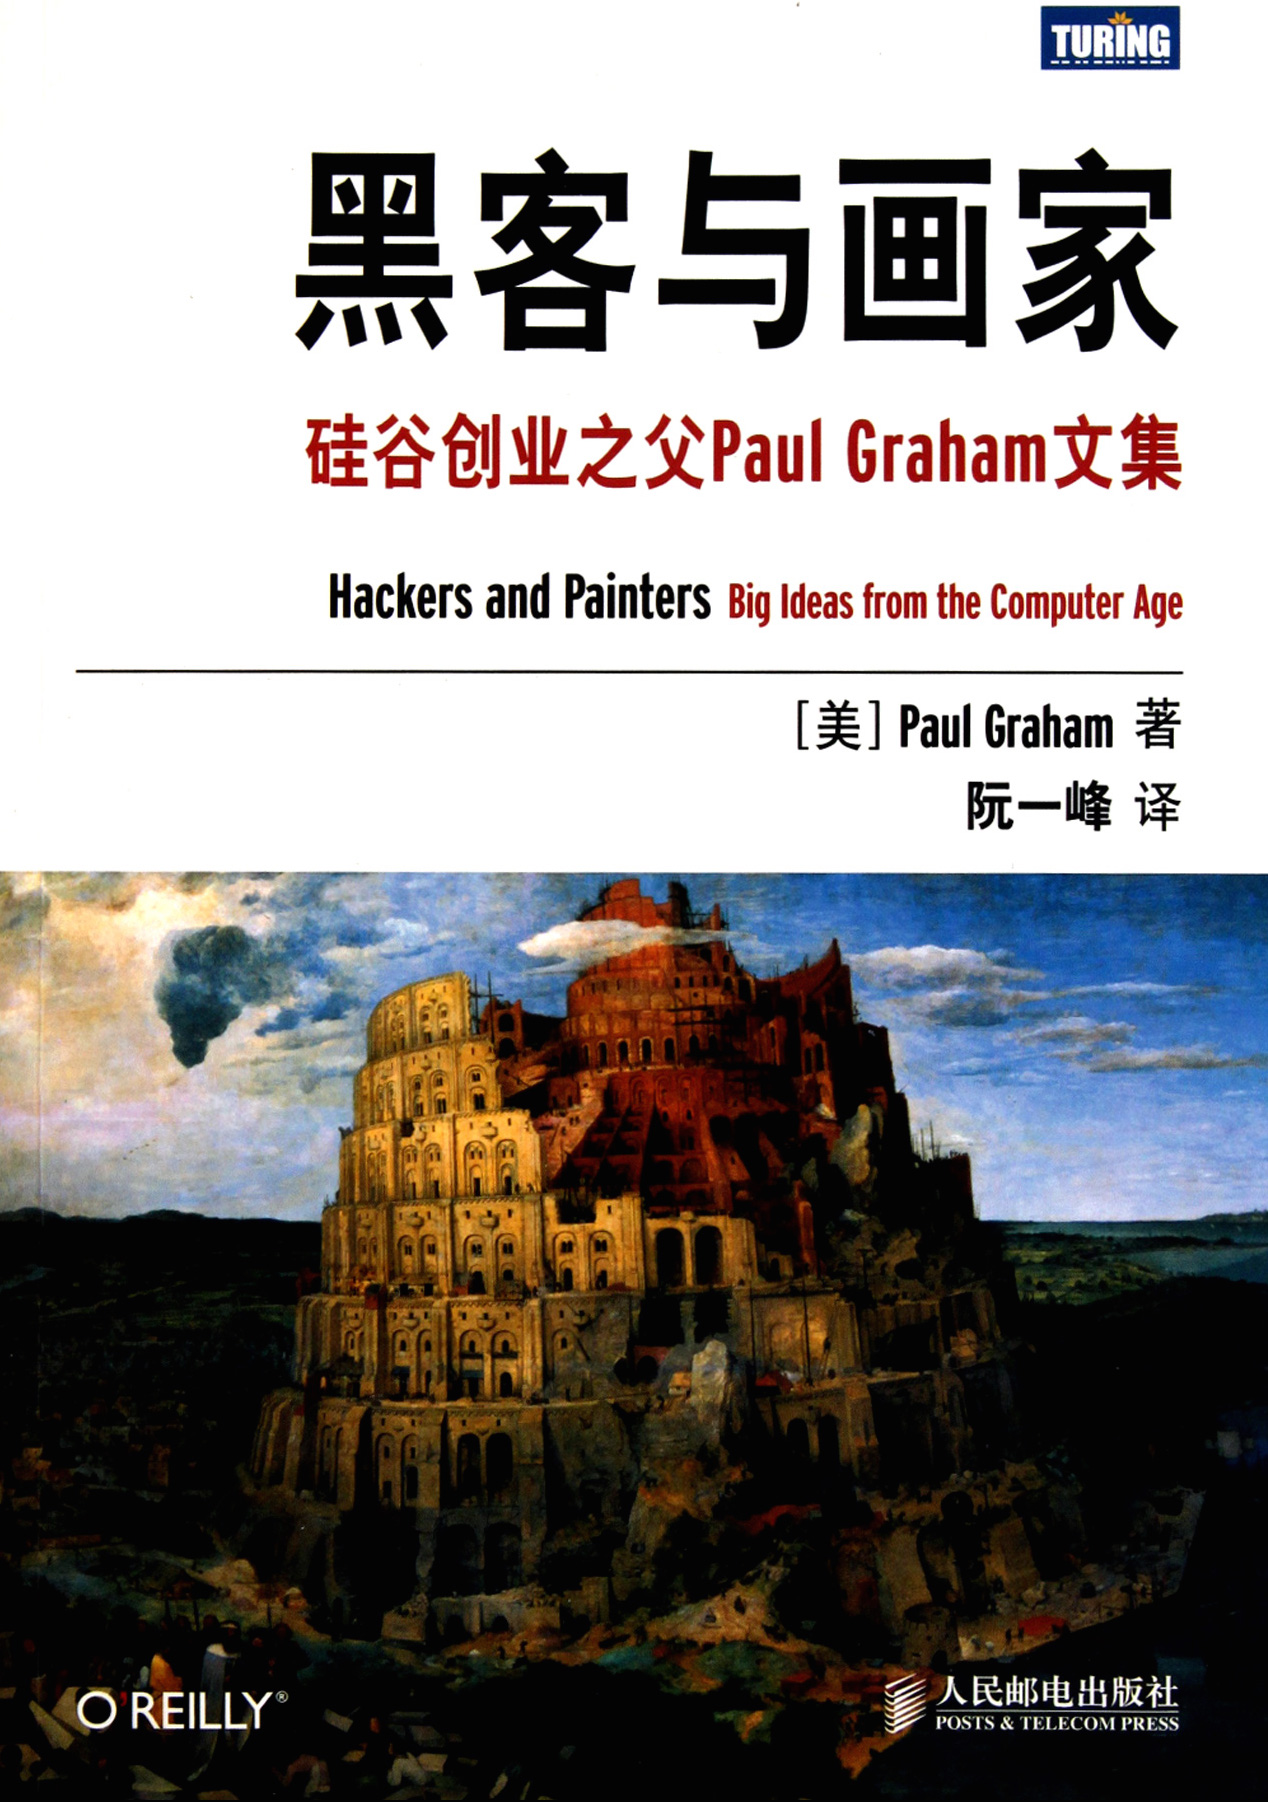 TURING
黑客与画家
硅谷创业之父Paul Graham文集
Hackers and Painters Big Ideas from the Computer Age
[美] Paul Graham 著
阮一峰 译
O'REILLY®
人民邮电出版社
POSTS & TELECOM PRESS